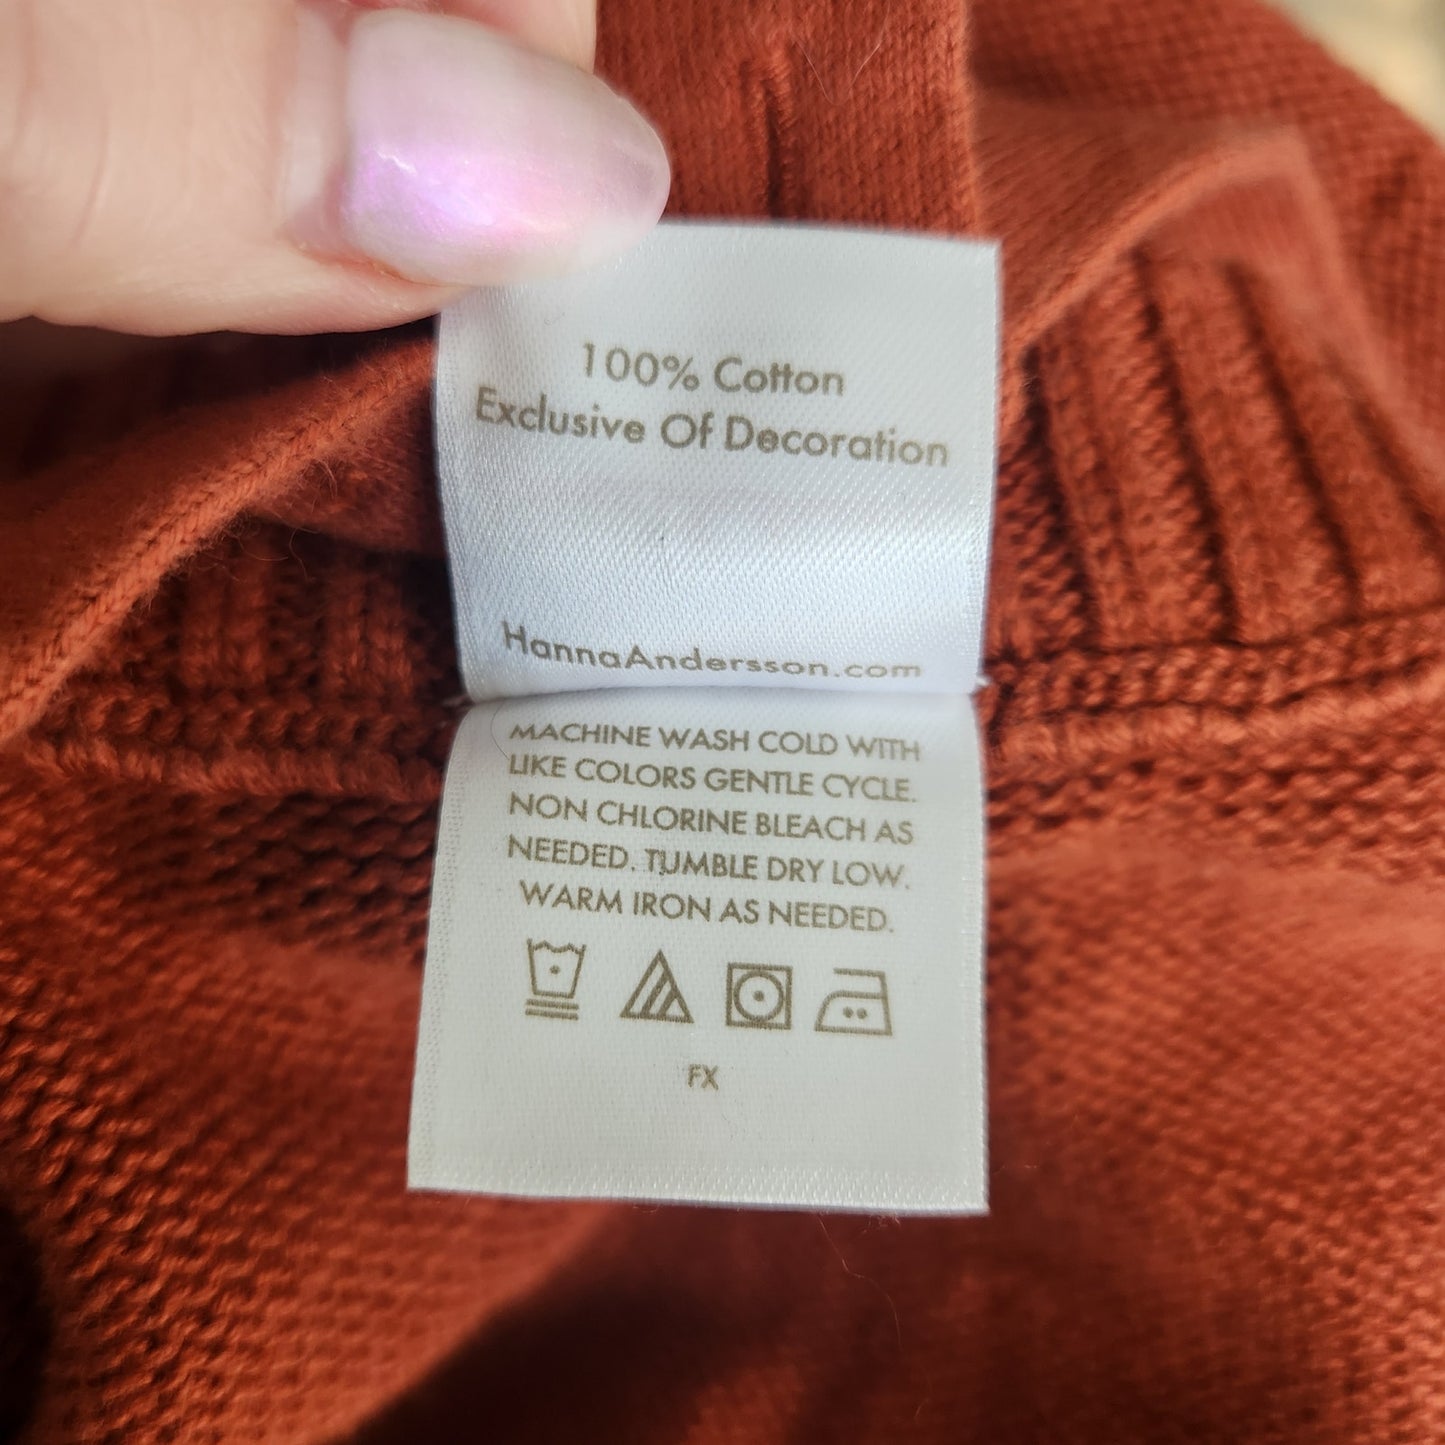 100% Cotton
Exclusive Of Decoration
HannaAndersson.com
MACHINE WASH COLD WITH
LIKE COLORS GENTLE CYCLE.
NON CHLORINE BLEACH AS
NEEDED. TUMBLE DRY LOW.
WARM IRON AS NEEDED.
FX